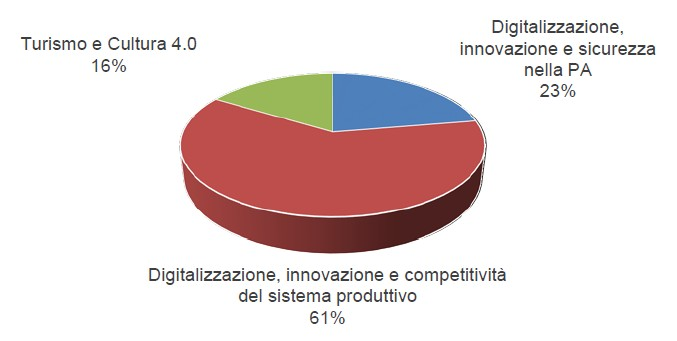 Turismo e Cultura 4.0
16%
Digitalizzazione,
innovazione e sicurezza
nella PA
23%
Digitalizzazione, innovazione e competitività
del sistema produttivo
61%